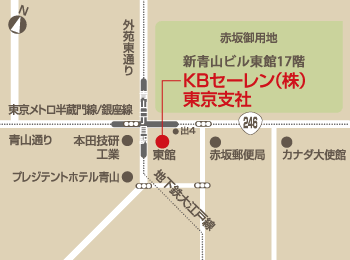 N
外苑東通り
赤坂御用地
新青山ビル東館17階
KBセーレン(株)
東京支社
東京メトロ半蔵門線/銀座線
出4
246
青山通り
本田技研
工業
東館
赤坂郵便局
カナダ大使館
プレジデントホテル青山
地下鉄大江戸線